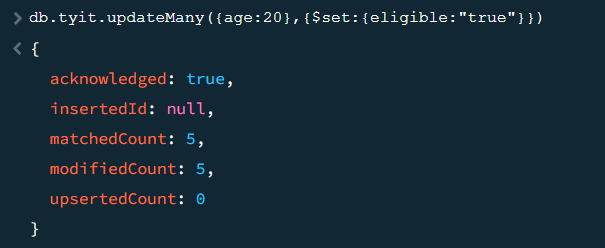 > db.tyit.updateMany({age:20},{$set:{eligible:"true"}})
< {
acknowledged: true,
insertedId: null,
matchedCount: 5,
modifiedCount: 5,
upsertedCount: 0
}